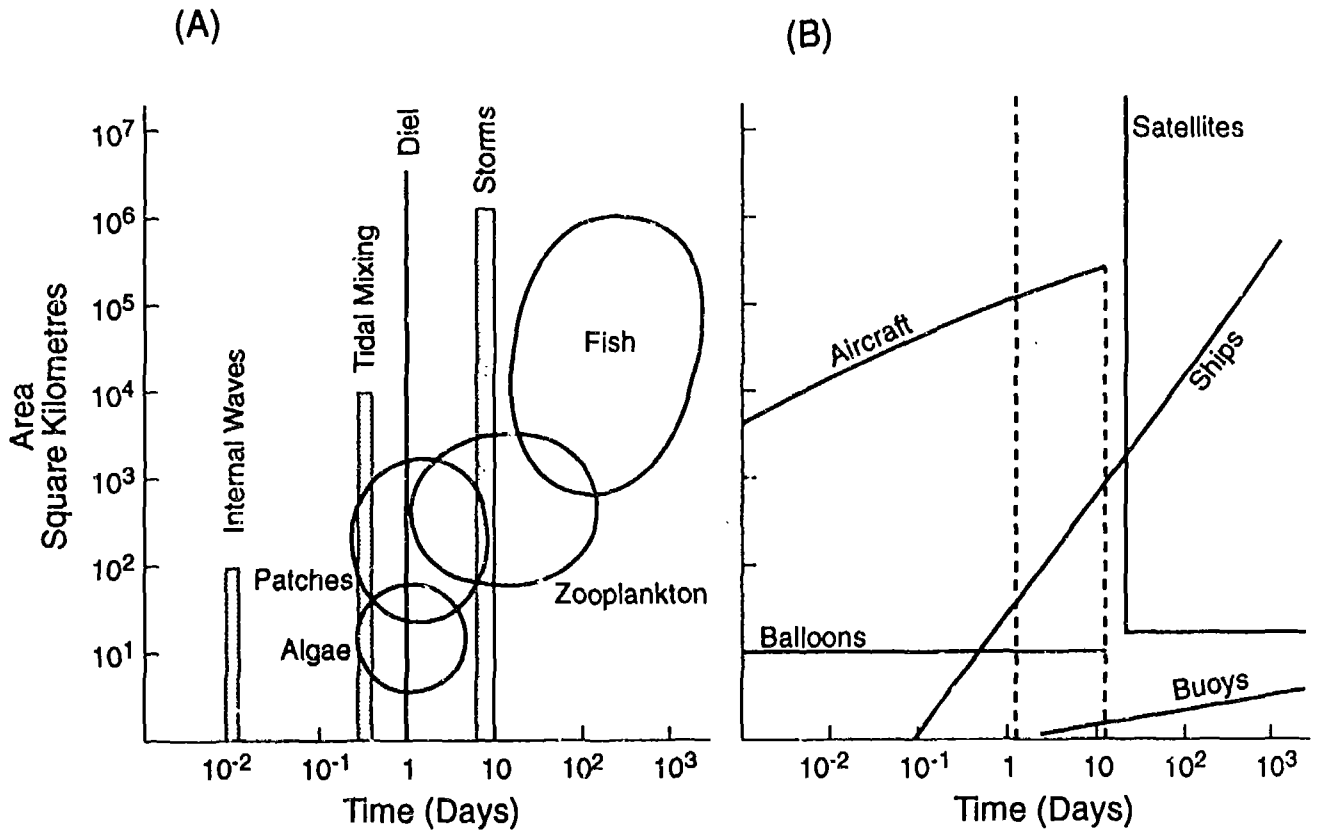 (A)
(B)
Area
Square Kilometres
10⁷
10⁶
10⁵
10⁴
10³
10²
10¹
Internal Waves
Tidal Mixing
Diel
Storms
Fish
Patches
Zooplankton
Algae
10⁻² 10⁻¹ 1 10 10² 10³
Time (Days)
Satellites
Aircraft
Ships
Balloons
Buoys
10⁻² 10⁻¹ 1 10 10² 10³
Time (Days)